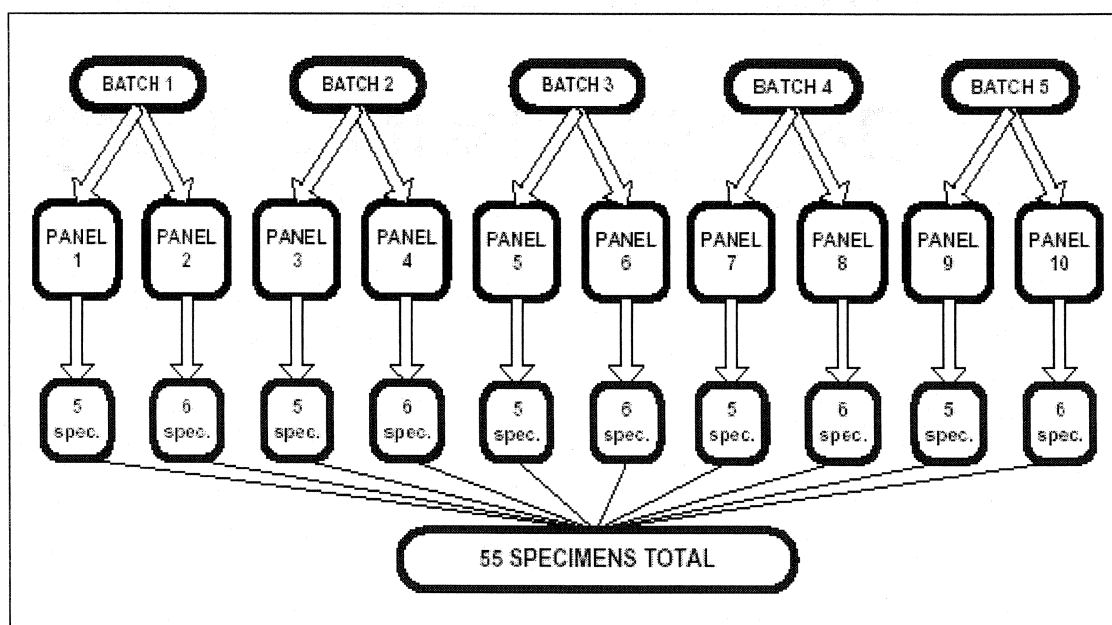 BATCH 1
BATCH 2
BATCH 3
BATCH 4
BATCH 5
PANEL
1
PANEL
2
PANEL
3
PANEL
4
PANEL
5
PANEL
6
PANEL
7
PANEL
8
PANEL
9
PANEL
10
5
spec.
6
spec.
5
spec.
6
spec.
5
spec.
6
spec.
5
spec.
6
spec.
5
spec.
6
spec.
55 SPECIMENS TOTAL